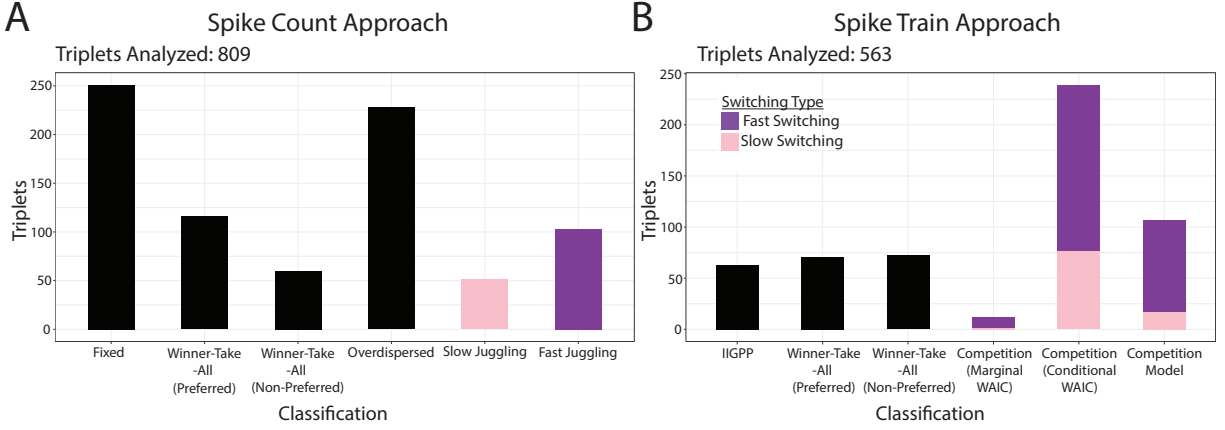 A
Spike Count Approach
Triplets Analyzed: 809
Triplets
250
200
150
100
50
0
Fixed
Winner-Take
-All
(Preferred)
Winner-Take
-All
(Non-Preferred)
Overdispersed
Slow Juggling
Fast Juggling
Classification
B
Spike Train Approach
Triplets Analyzed: 563
Triplets
250
200
150
100
50
0
Switching Type
Fast Switching
Slow Switching
IIGPP
Winner-Take
-All
(Preferred)
Winner-Take
-All
(Non-Preferred)
Competition
(Marginal
WAIC)
Competition
(Conditional
WAIC)
Competition
Model
Classification